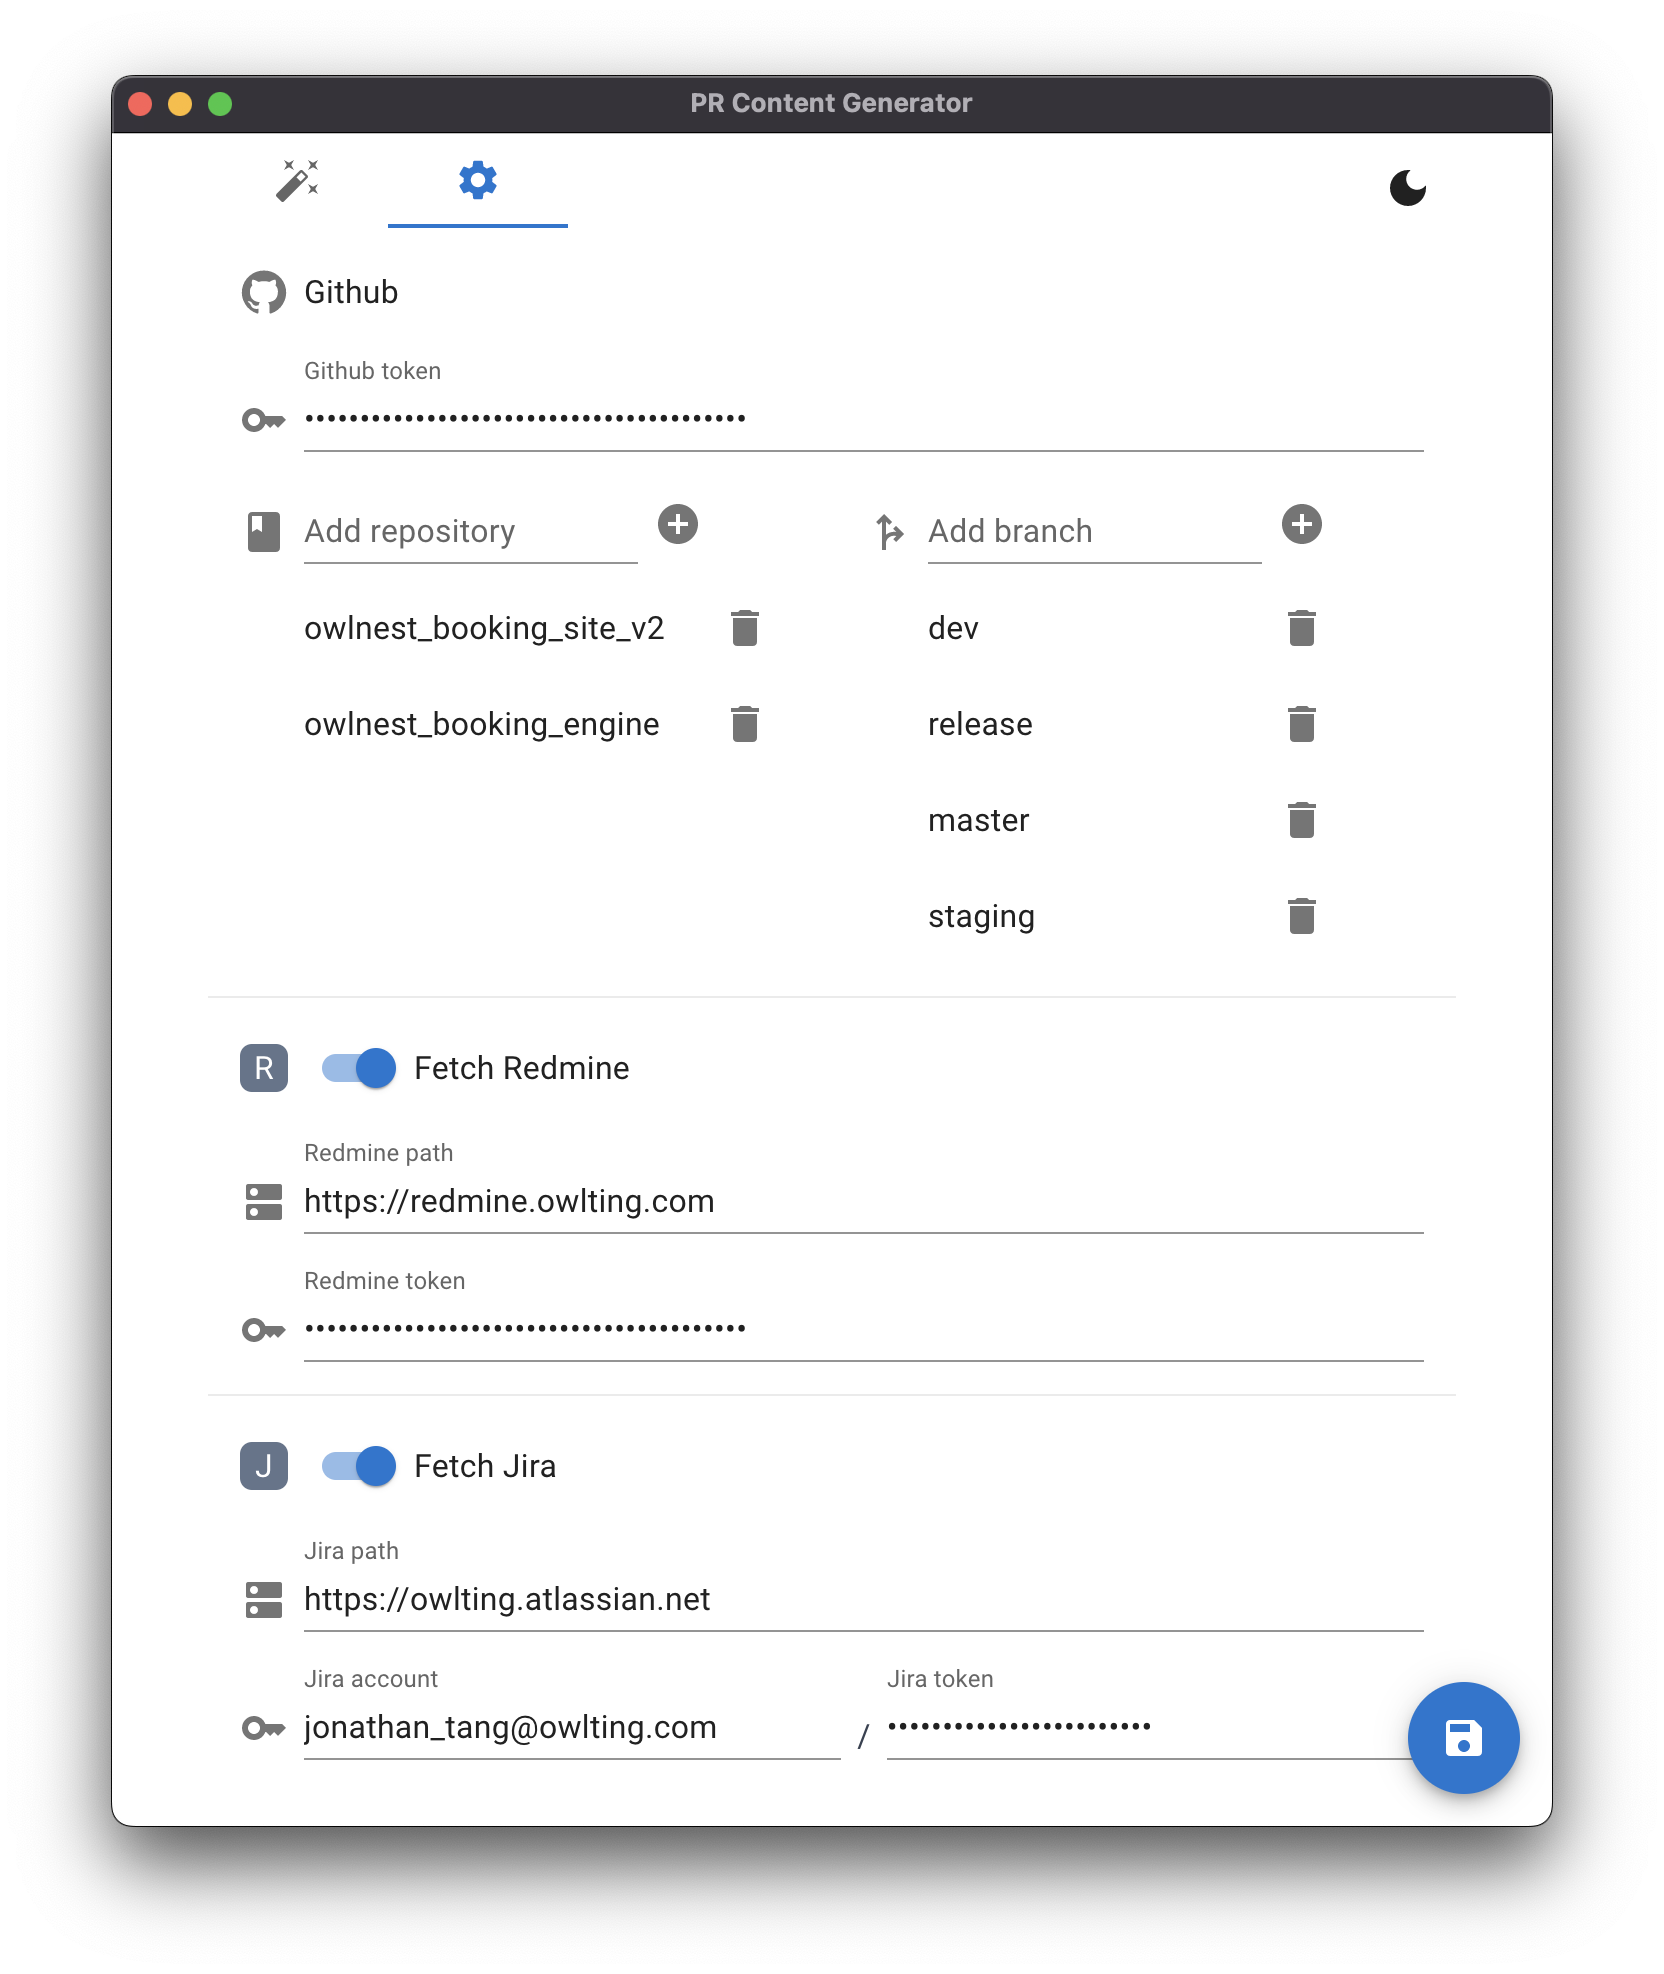 PR Content Generator
Github
Github token
••••••••••••••••••••••••••••••••••••••••
Add repository
Add branch
owlnest_booking_site_v2
dev
owlnest_booking_engine
release
master
staging
R Fetch Redmine
Redmine path
https://redmine.owlting.com
Redmine token
••••••••••••••••••••••••••••••••••••••••
J Fetch Jira
Jira path
https://owlting.atlassian.net
Jira account
Jira token
jonathan_tang@owlting.com / ••••••••••••••••••••••••